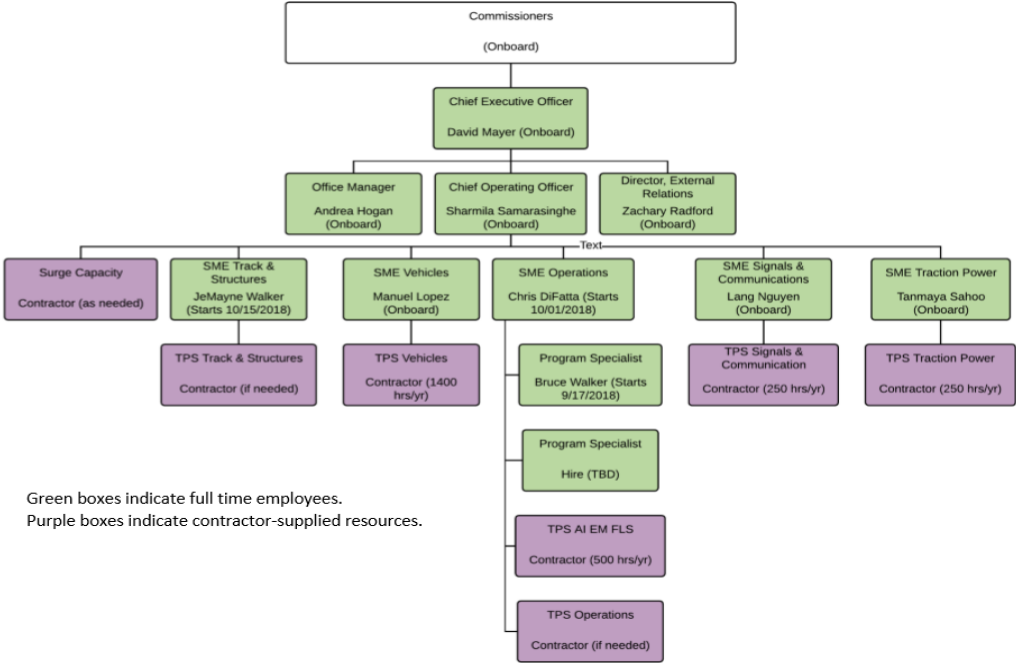 Commissioners
(Onboard)
Chief Executive Officer
David Mayer (Onboard)
Office Manager
Andrea Hogan
(Onboard)
Chief Operating Officer
Sharmila Samarasinghe
(Onboard)
Director, External
Relations
Zachary Radford
(Onboard)
Text
Surge Capacity
Contractor (as needed)
SME Track &
Structures
JeMayne Walker
(Starts 10/15/2018)
SME Vehicles
Manuel Lopez
(Onboard)
SME Operations
Chris DiFatta (Starts
10/01/2018)
SME Signals &
Communications
Lang Nguyen
(Onboard)
SME Traction Power
Tanmaya Sahoo
(Onboard)
TPS Track & Structures
Contractor (if needed)
TPS Vehicles
Contractor (1400
hrs/yr)
Program Specialist
Bruce Walker (Starts
9/17/2018)
TPS Signals &
Communication
Contractor (250 hrs/yr)
TPS Traction Power
Contractor (250 hrs/yr)
Program Specialist
Hire (TBD)
TPS AI EM FLS
Contractor (500 hrs/yr)
TPS Operations
Contractor (if needed)
Green boxes indicate full time employees.
Purple boxes indicate contractor-supplied resources.